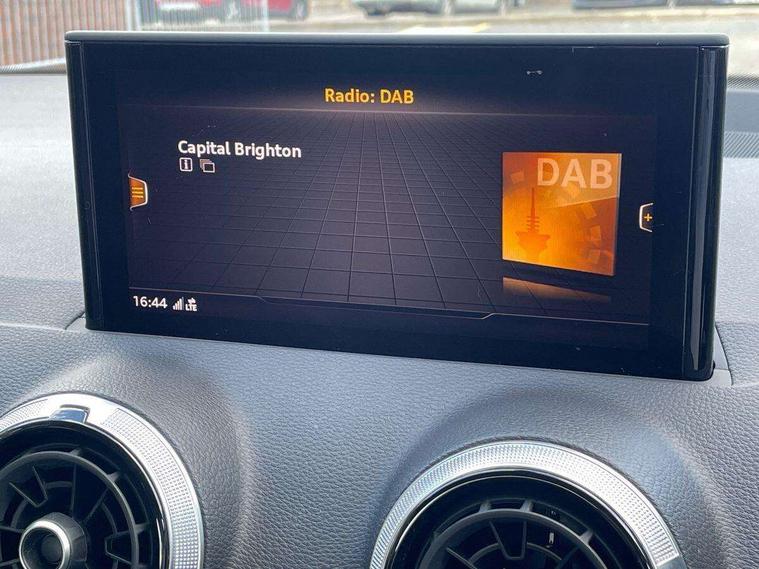 Radio: DAB
Capital Brighton
DAB
16:44 LTE